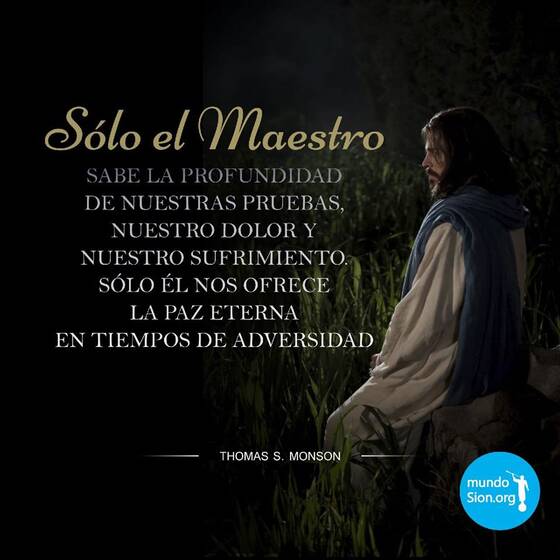 Sólo el Maestro
SABE LA PROFUNDIDAD
DE NUESTRAS PRUEBAS,
NUESTRO DOLOR Y
NUESTRO SUFRIMIENTO.
SÓLO ÉL NOS OFRECE
LA PAZ ETERNA
EN TIEMPOS DE ADVERSIDAD
THOMAS S. MONSON
mundo
Sion.org